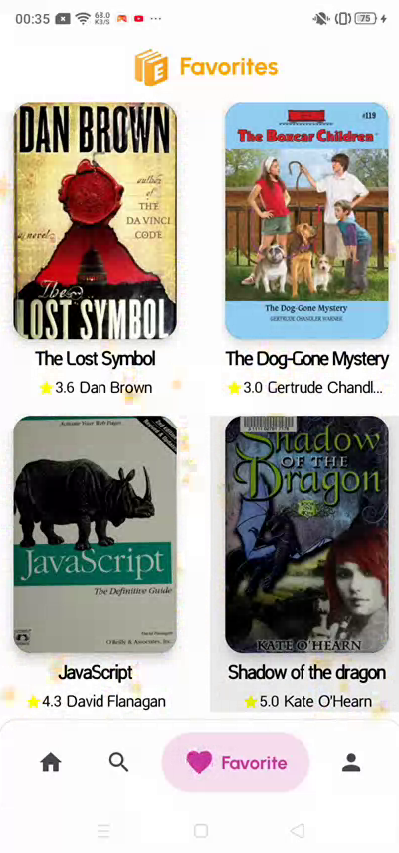 00:35 63.0 K/S 75
Favorites
DAN BROWN
author
of
THE
DA VINCI
CODE
a novel
The
LOST SYMBOL
#119
The Boxcar Children
The Dog-Gone Mystery
GERTRUDE CHANDLER WARNER
The Lost Symbol
The Dog-Gone Mystery
3.6 Dan Brown
3.0 Gertrude Chandl...
Activate Your Web Pages
JavaScript
The Definitive Guide
David Flanagan
O'Reilly & Associates, Inc.
Shadow
OF THE
Dragon
KATE O'HEARN
JavaScript
Shadow of the dragon
4.3 David Flanagan
5.0 Kate O'Hearn
Favorite